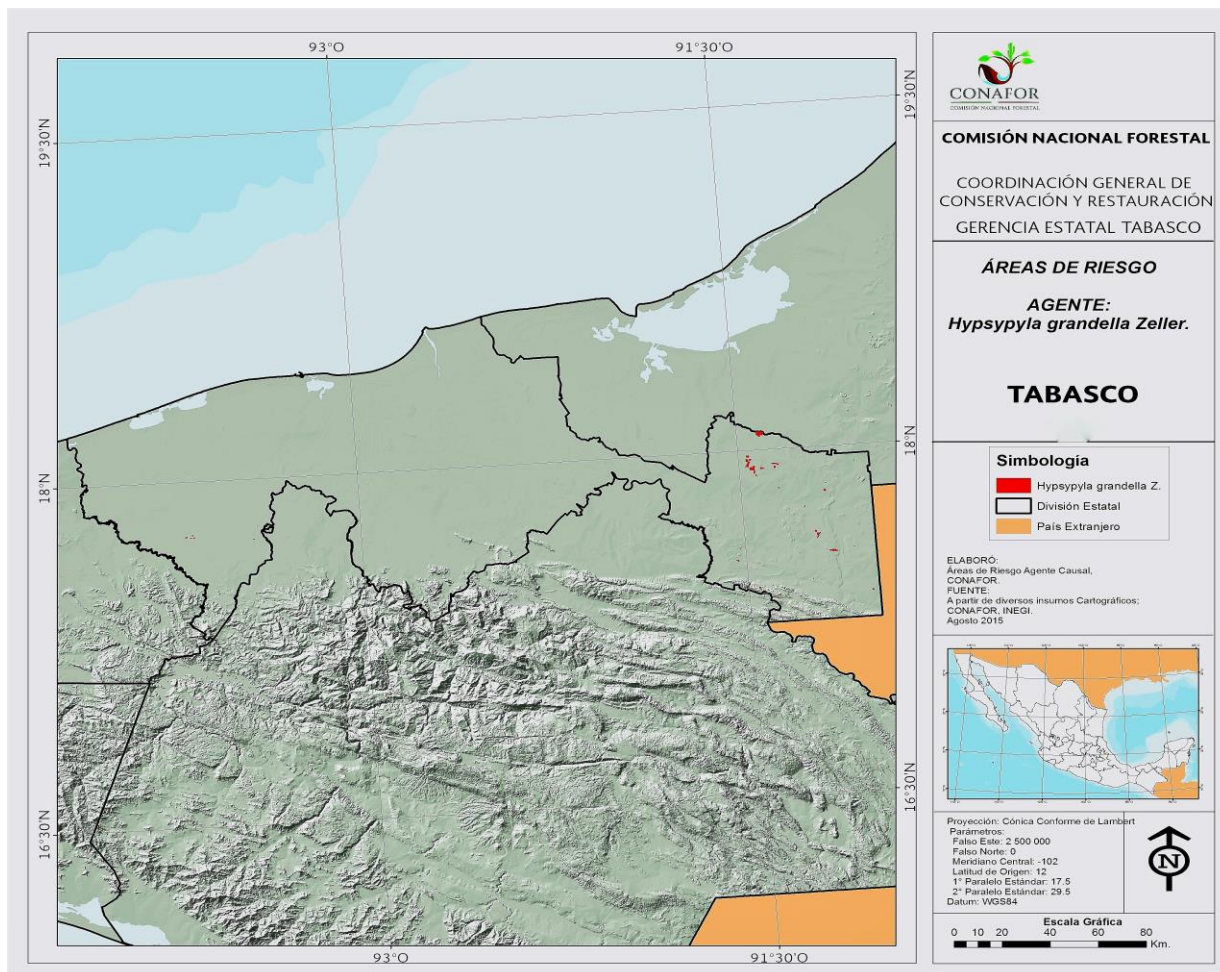 93°O
91°30'O
19°30'N
19°30'N
18°N
18°N
16°30'N
16°30'N
93°O
91°30'O
CONAFOR
COMISIÓN NACIONAL FORESTAL
COMISIÓN NACIONAL FORESTAL
COORDINACIÓN GENERAL DE
CONSERVACIÓN Y RESTAURACIÓN
GERENCIA ESTATAL TABASCO
ÁREAS DE RIESGO
AGENTE:
Hypsypyla grandella Zeller.
TABASCO
Simbología
Hypsypyla grandella Z.
División Estatal
País Extranjero
ELABORÓ:
Áreas de Riesgo Agente Causal,
CONAFOR.
FUENTE:
A partir de diversos insumos Cartográficos;
CONAFOR, INEGI.
Agosto 2015
Proyección: Cónica Conforme de Lambert
Parámetros:
Falso Este: 2 500 000
Falso Norte: 0
Meridiano Central: -102
Latitud de Origen: 12
1° Paralelo Estándar: 17.5
2° Paralelo Estándar: 29.5
Datum: WGS84
N
Escala Gráfica
0 10 20 40 60 80
Km.